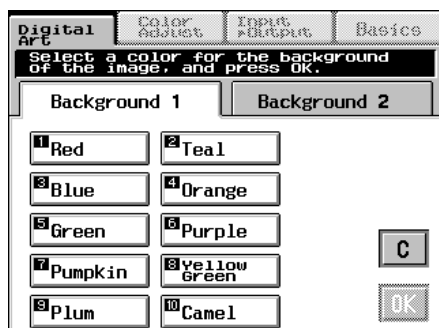 Digital Art
Color Adjust
Input ▸Output
Basics
Select a color for the background
of the image, and press OK.
Background 1
Background 2
1 Red
2 Teal
3 Blue
4 Orange
5 Green
6 Purple
7 Pumpkin
8 Yellow Green
9 Plum
10 Camel
C
OK